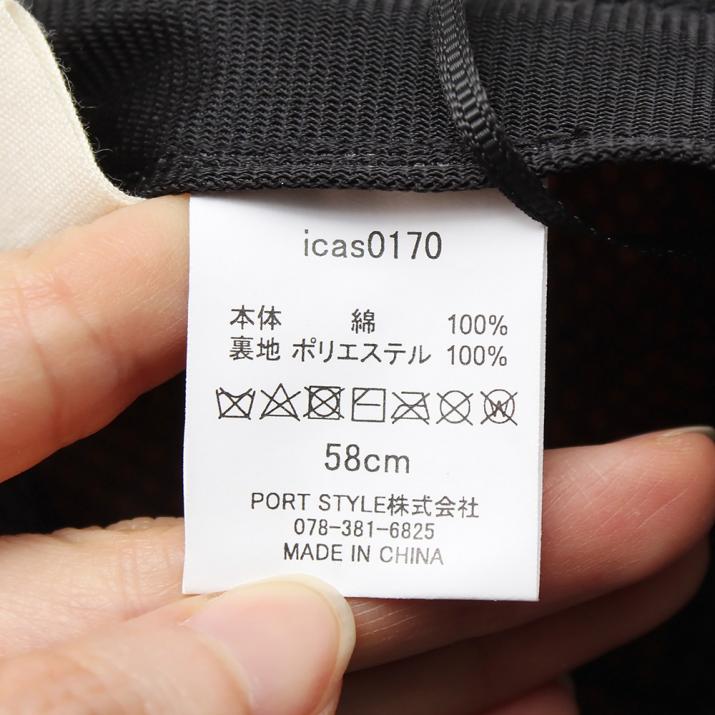 icas0170
本体 綿 100%
裏地 ポリエステル 100%
58cm
PORT STYLE株式会社
078-381-6825
MADE IN CHINA